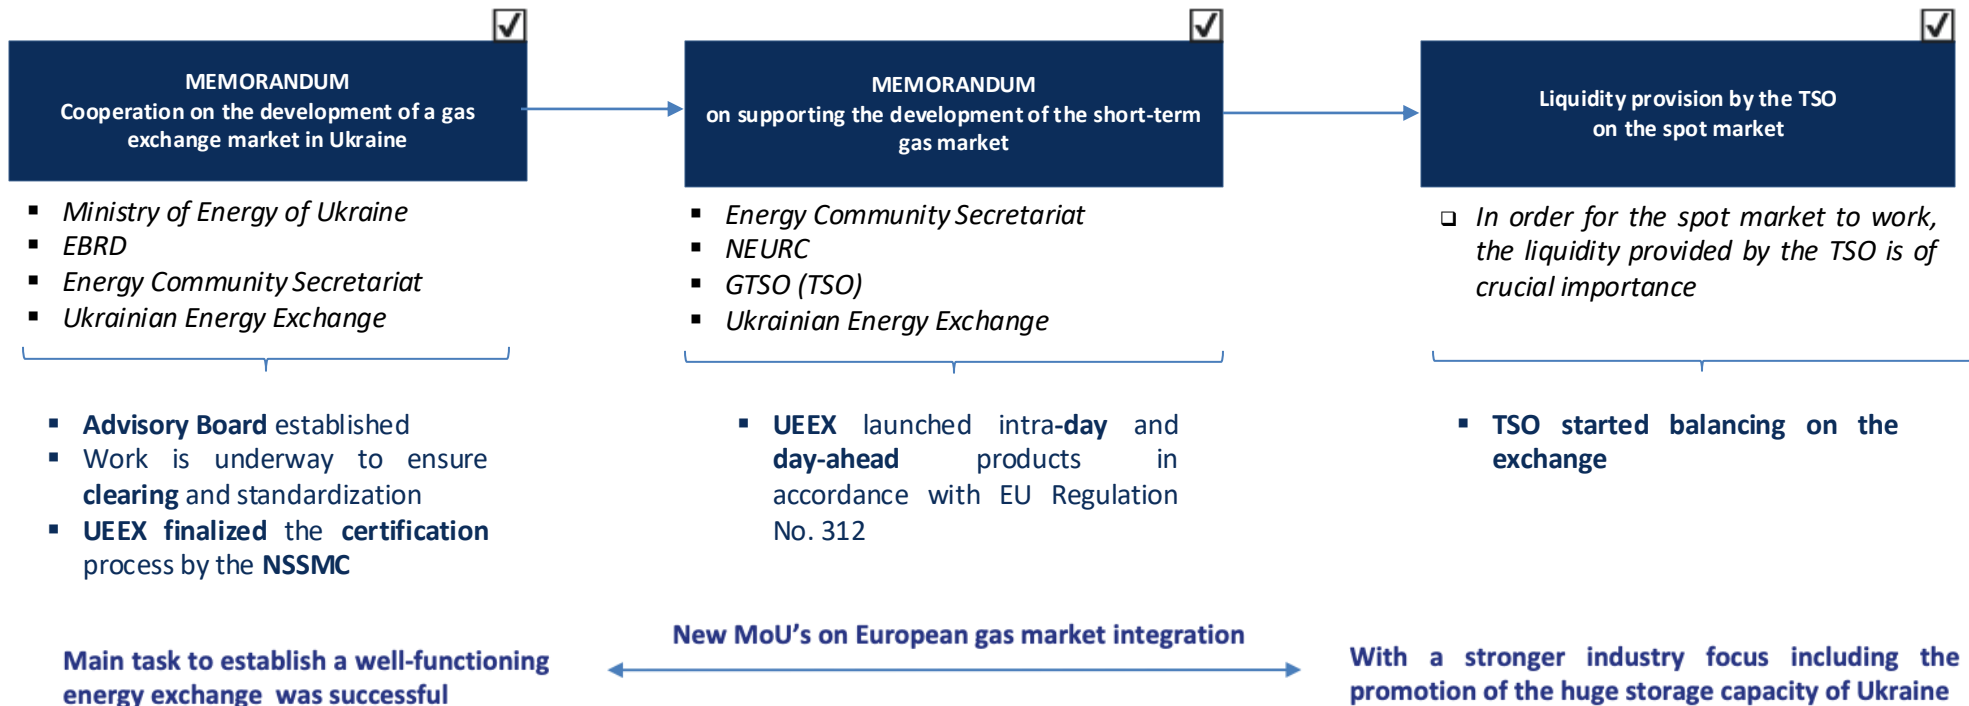 MEMORANDUM
Cooperation on the development of a gas
exchange market in Ukraine
▪ Ministry of Energy of Ukraine
▪ EBRD
▪ Energy Community Secretariat
▪ Ukrainian Energy Exchange
▪ Advisory Board established
▪ Work is underway to ensure
clearing and standardization
▪ UEEX finalized the certification
process by the NSSMC
MEMORANDUM
on supporting the development of the short-term
gas market
▪ Energy Community Secretariat
▪ NEURC
▪ GTSO (TSO)
▪ Ukrainian Energy Exchange
▪ UEEX launched intra-day and
day-ahead products in
accordance with EU Regulation
No. 312
Liquidity provision by the TSO
on the spot market
❑ In order for the spot market to work,
the liquidity provided by the TSO is of
crucial importance
▪ TSO started balancing on the
exchange
Main task to establish a well-functioning
energy exchange was successful
New MoU's on European gas market integration
With a stronger industry focus including the
promotion of the huge storage capacity of Ukraine